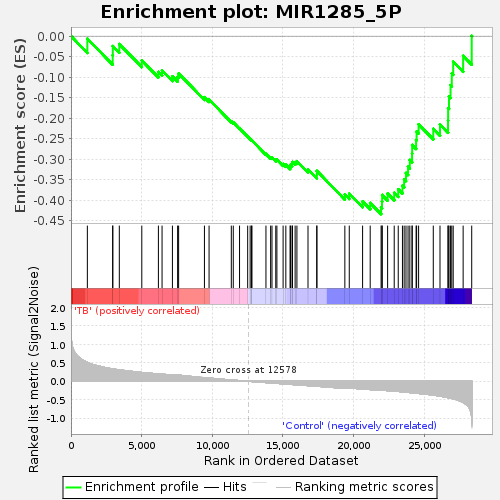 Enrichment plot: MIR1285_5P
Enrichment score (ES)
0.00
-0.05
-0.10
-0.15
-0.20
-0.25
-0.30
-0.35
-0.40
-0.45
'TB' (positively correlated)
Ranked list metric (Signal2Noise)
2.0
1.5
1.0
0.5
0.0
-0.5
-1.0
Zero cross at 12578
'Control' (negatively correlated)
0
5,000
10,000
15,000
20,000
25,000
Rank in Ordered Dataset
Enrichment profile
Hits
Ranking metric scores